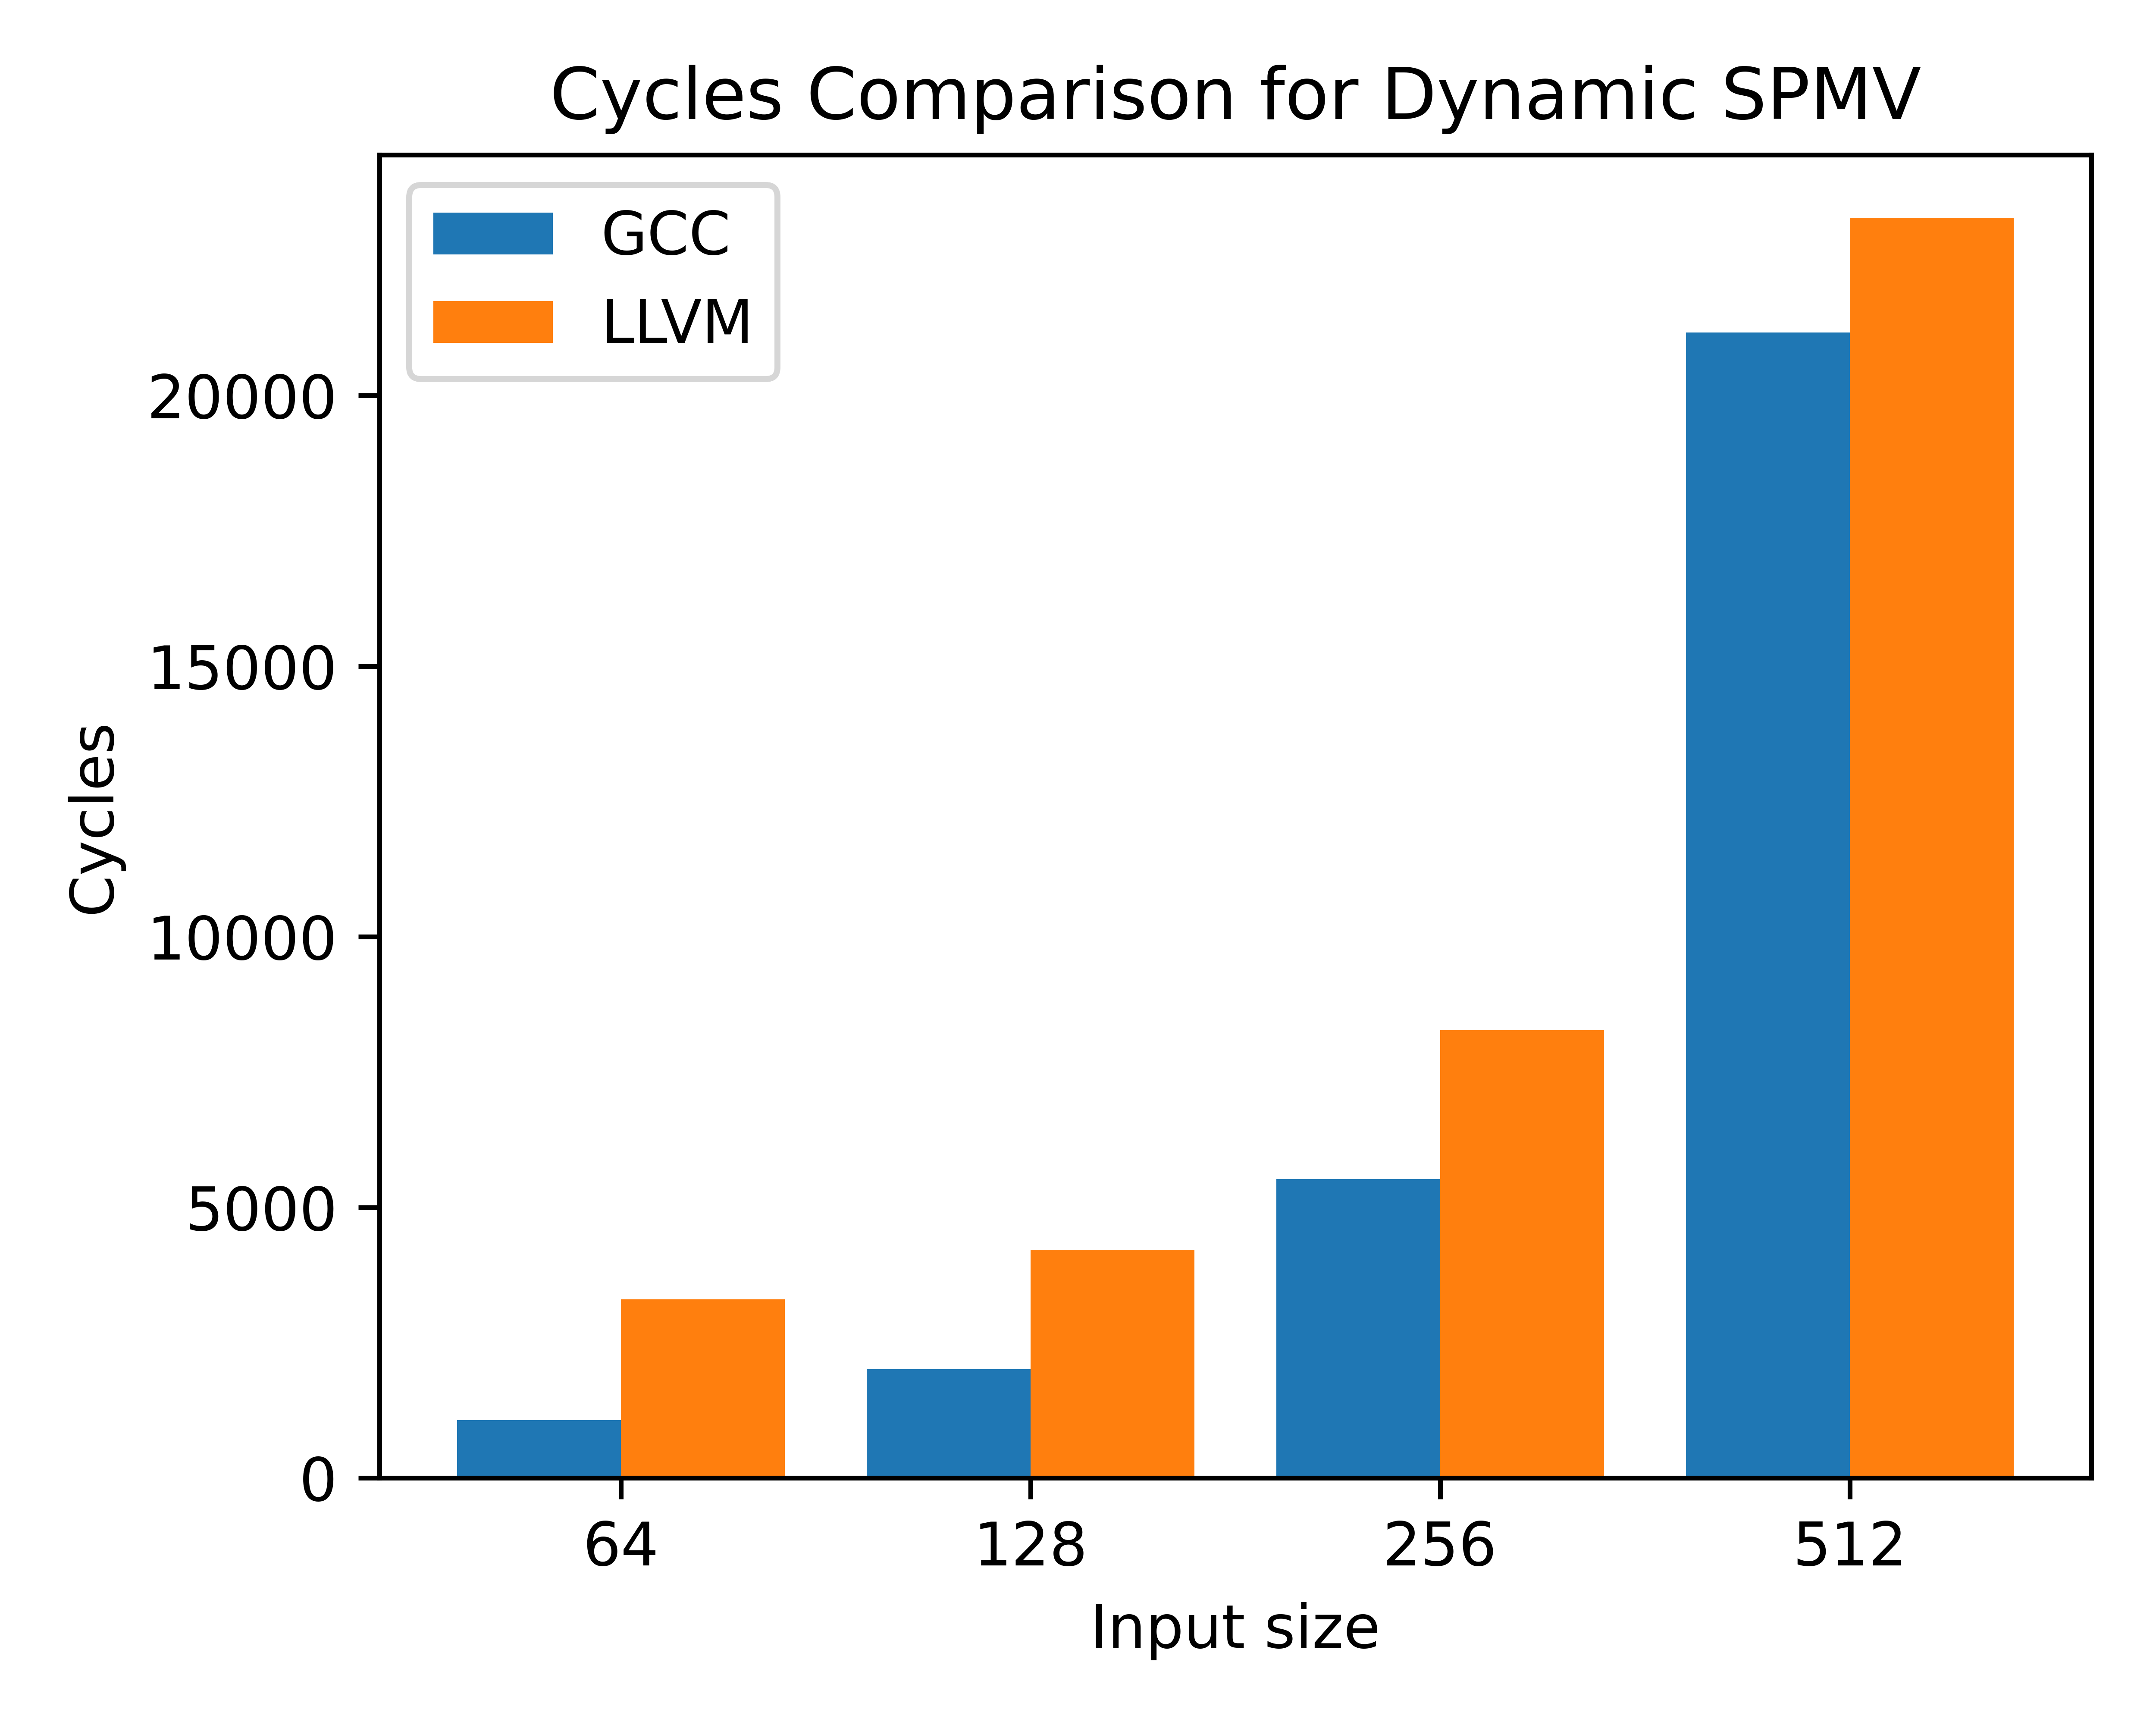 Cycles Comparison for Dynamic SPMV
GCC
LLVM
20000
15000
10000
5000
0
Cycles
64 128 256 512
Input size